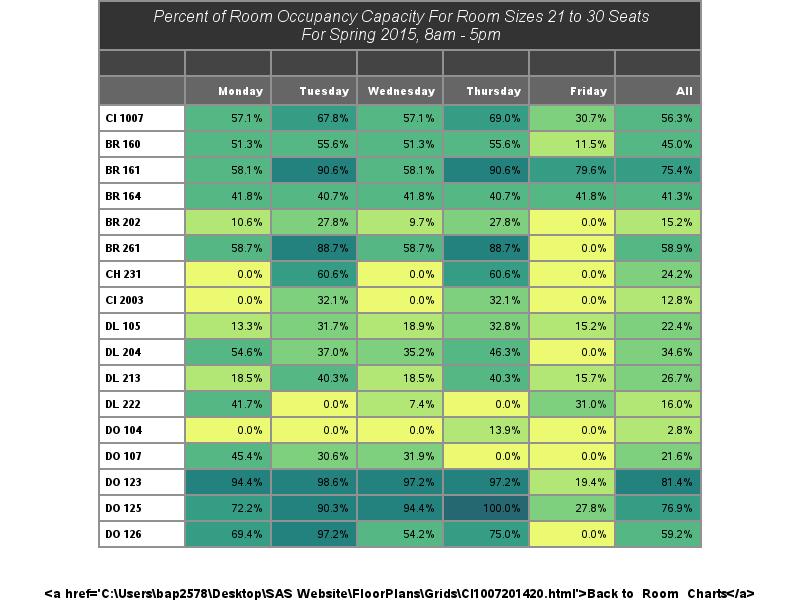 Percent of Room Occupancy Capacity For Room Sizes 21 to 30 Seats
For Spring 2015, 8am - 5pm
Monday Tuesday Wednesday Thursday Friday All
CI 1007 57.1% 67.8% 57.1% 69.0% 30.7% 56.3%
BR 160 51.3% 55.6% 51.3% 55.6% 11.5% 45.0%
BR 161 58.1% 90.6% 58.1% 90.6% 79.6% 75.4%
BR 164 41.8% 40.7% 41.8% 40.7% 41.8% 41.3%
BR 202 10.6% 27.8% 9.7% 27.8% 0.0% 15.2%
BR 261 58.7% 88.7% 58.7% 88.7% 0.0% 58.9%
CH 231 0.0% 60.6% 0.0% 60.6% 0.0% 24.2%
CI 2003 0.0% 32.1% 0.0% 32.1% 0.0% 12.8%
DL 105 13.3% 31.7% 18.9% 32.8% 15.2% 22.4%
DL 204 54.6% 37.0% 35.2% 46.3% 0.0% 34.6%
DL 213 18.5% 40.3% 18.5% 40.3% 15.7% 26.7%
DL 222 41.7% 0.0% 7.4% 0.0% 31.0% 16.0%
DO 104 0.0% 0.0% 0.0% 13.9% 0.0% 2.8%
DO 107 45.4% 30.6% 31.9% 0.0% 0.0% 21.6%
DO 123 94.4% 98.6% 97.2% 97.2% 19.4% 81.4%
DO 125 72.2% 90.3% 94.4% 100.0% 27.8% 76.9%
DO 126 69.4% 97.2% 54.2% 75.0% 0.0% 59.2%
<a href='C:\Users\bap2578\Desktop\SAS Website\FloorPlans\Grids\CI1007201420.html'>Back to Room Charts</a>